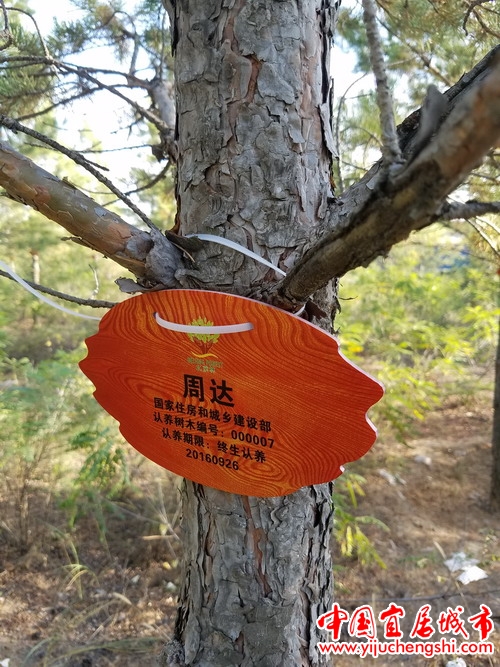 周达
国家住房和城乡建设部
认养树木编号：000007
认养期限：终生认养
20160926
中国宜居城市
www.yijuchengshi.com